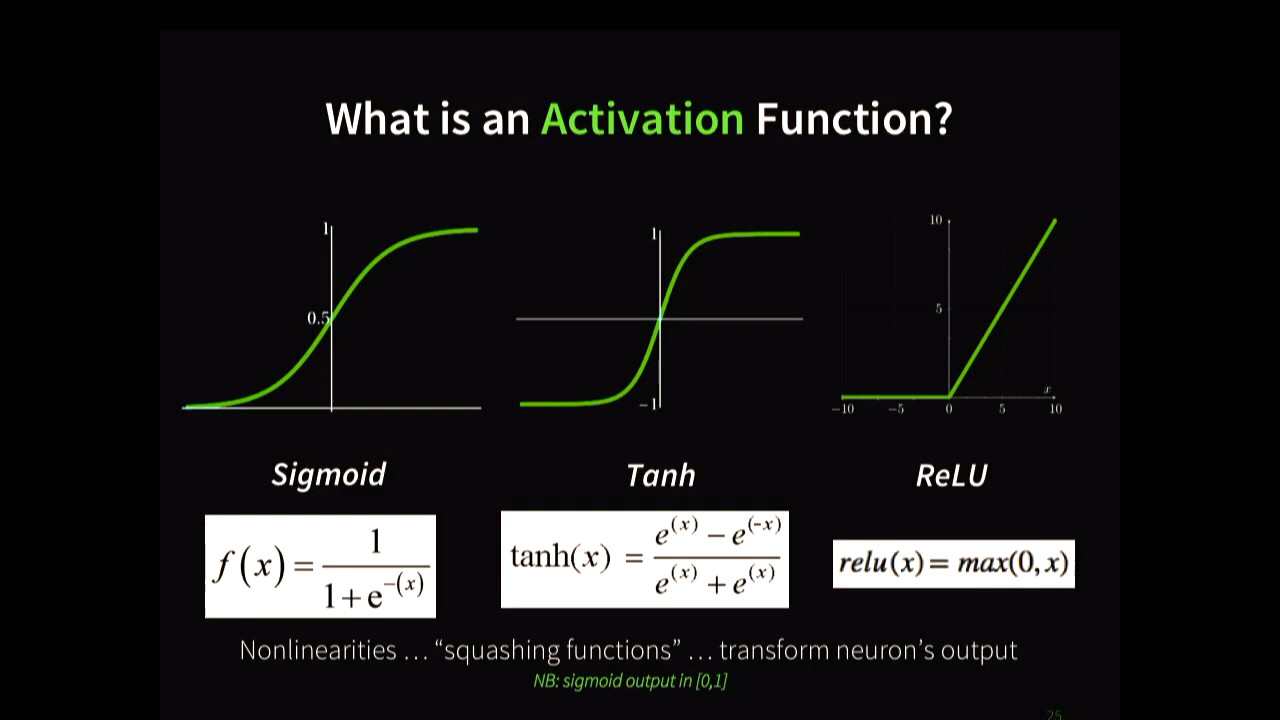 What is an Activation Function?
1
0.5
1
−1
10
5
x
−10 −5 0 5 10
Sigmoid
Tanh
ReLU
f(x) = 1 / (1+e^−(x))
tanh(x) = (e^(x) − e^(-x)) / (e^(x) + e^(x))
relu(x) = max(0, x)
Nonlinearities … “squashing functions” … transform neuron’s output
NB: sigmoid output in [0,1]
25